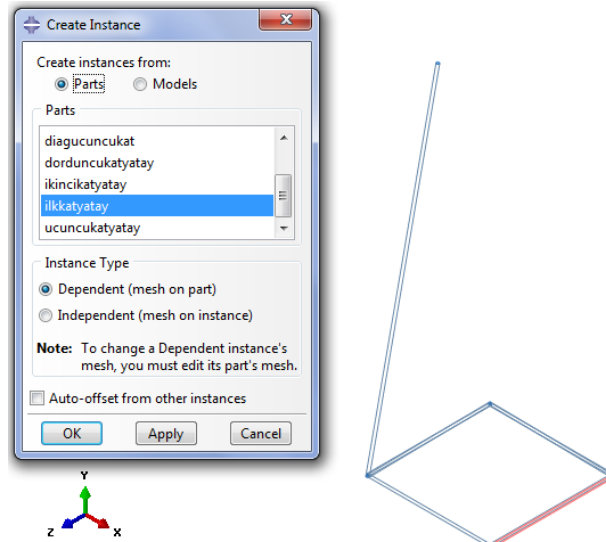 Create Instance
Create instances from:
Parts Models
Parts
diagucuncukat
dorduncukatyatay
ikincikatyatay
ilkkatyatay
ucuncukatyatay
Instance Type
Dependent (mesh on part)
Independent (mesh on instance)
Note: To change a Dependent instance's
mesh, you must edit its part's mesh.
Auto-offset from other instances
OK Apply Cancel
Y
Z X